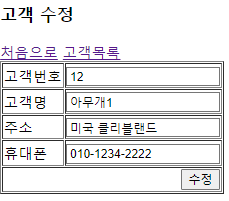 고객 수정
처음으로 고객목록
고객번호 12
고객명 아무개1
주소 미국 클리블랜드
휴대폰 010-1234-2222
수정